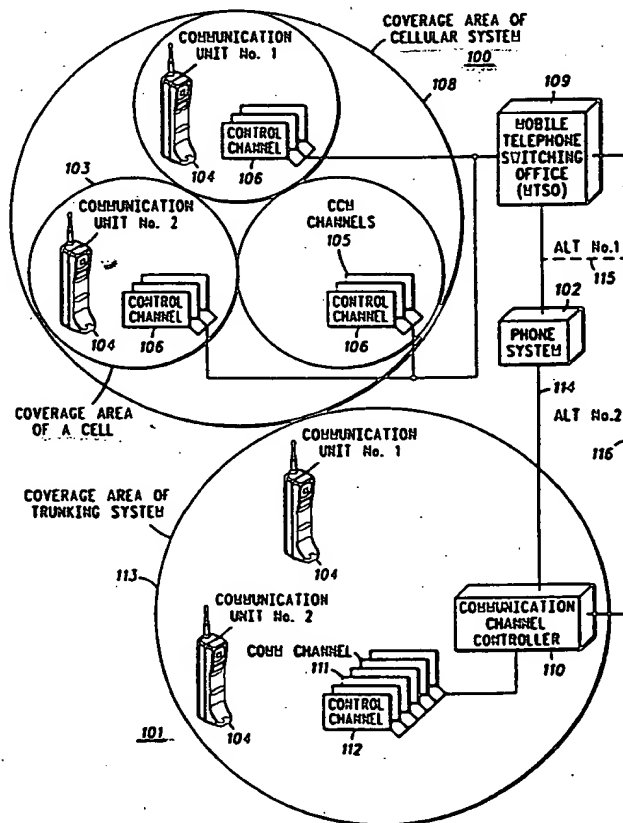 COVERAGE AREA OF
CELLULAR SYSTEM
100
COMMUNICATION
UNIT No. 1
108
109
MOBILE
TELEPHONE
SWITCHING
OFFICE
(MTSO)
CONTROL
CHANNEL
104
106
103
COMMUNICATION
UNIT No. 2
CCM
CHANNELS
105
CONTROL
CHANNEL
106
CONTROL
CHANNEL
106
104
ALT No.1
102
115
PHONE
SYSTEM
114
ALT No.2
116
COVERAGE AREA
OF A CELL
COMMUNICATION
UNIT No. 1
COVERAGE AREA OF
TRUNKING SYSTEM
104
113
COMMUNICATION
UNIT No. 2
COMM CHANNEL
111
COMMUNICATION
CHANNEL
CONTROLLER
110
CONTROL
CHANNEL
112
101
104